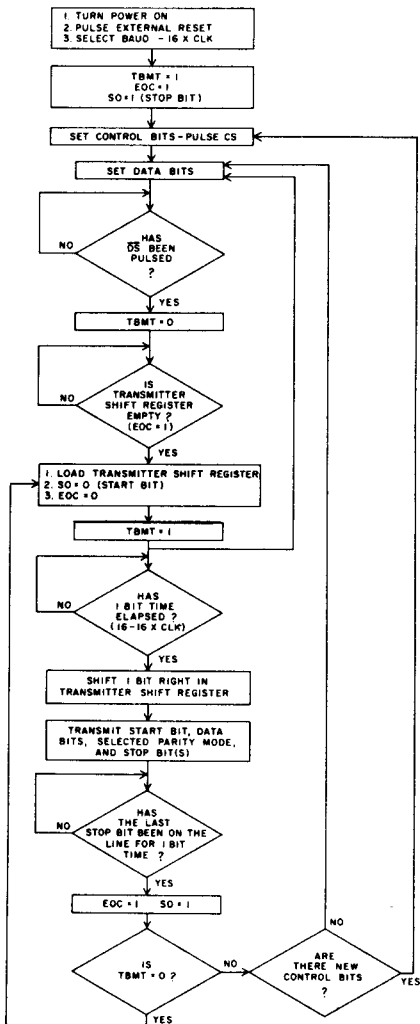 1. TURN POWER ON
2. PULSE EXTERNAL RESET
3. SELECT BAUD - 16 X CLK
TBMT = 1
EOC = 1
SO = 1 (STOP BIT)
SET CONTROL BITS - PULSE CS
SET DATA BITS
HAS
D̅S̅ BEEN
PULSED
?
NO
YES
TBMT = 0
IS
TRANSMITTER
SHIFT REGISTER
EMPTY ?
(EOC = 1)
NO
YES
1. LOAD TRANSMITTER SHIFT REGISTER
2. SO = 0 (START BIT)
3. EOC = 0
TBMT = 1
HAS
1 BIT TIME
ELAPSED ?
(16-16 X CLK)
NO
YES
SHIFT 1 BIT RIGHT IN
TRANSMITTER SHIFT REGISTER
TRANSMIT START BIT, DATA
BITS, SELECTED PARITY MODE,
AND STOP BIT(S)
HAS
THE LAST
STOP BIT BEEN ON THE
LINE FOR 1 BIT
TIME ?
NO
YES
EOC = 1 SO = 1
IS
TBMT = 0 ?
NO
YES
ARE
THERE NEW
CONTROL BITS
?
NO
YES